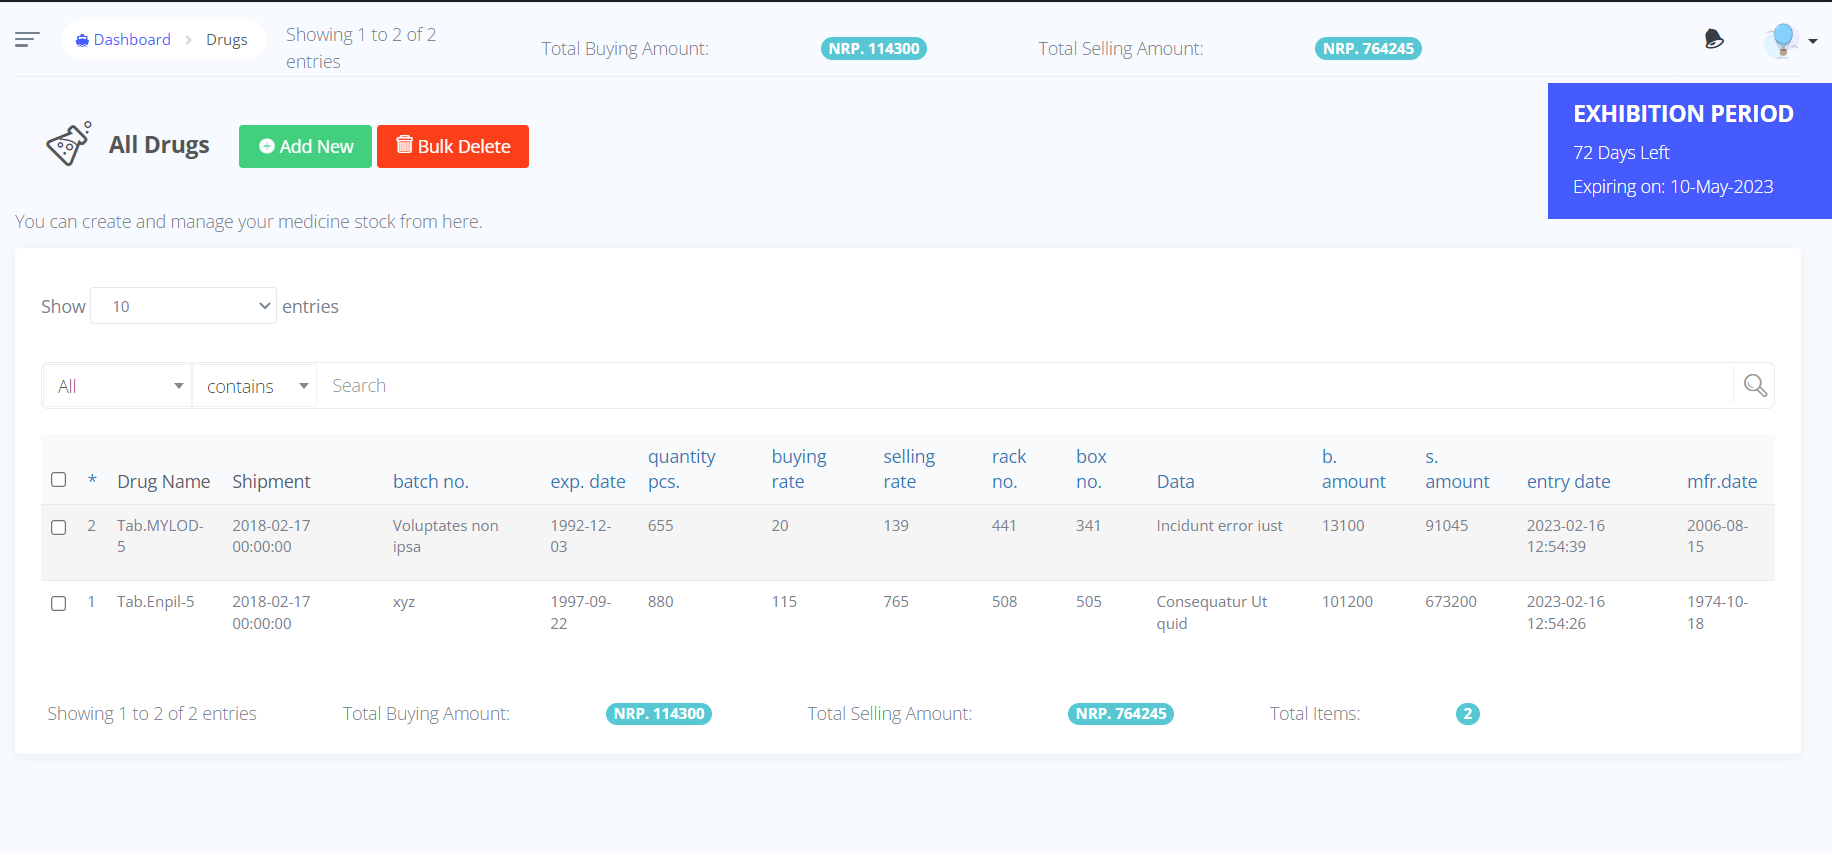 Dashboard > Drugs
Showing 1 to 2 of 2
entries
Total Buying Amount: NRP. 114300 Total Selling Amount: NRP. 764245
EXHIBITION PERIOD
72 Days Left
Expiring on: 10-May-2023
All Drugs Add New Bulk Delete
You can create and manage your medicine stock from here.
Show 10 entries
All contains Search
* Drug Name Shipment batch no. exp. date quantity pcs. buying rate selling rate rack no. box no. Data b. amount s. amount entry date mfr.date
2 Tab.MYLOD- 2018-02-17 Voluptates non 1992-12- 655 20 139 441 341 Incidunt error iust 13100 91045 2023-02-16 2006-08-
5 00:00:00 ipsa 03 12:54:39 15
1 Tab.Enpil-5 2018-02-17 xyz 1997-09- 880 115 765 508 505 Consequatur Ut 101200 673200 2023-02-16 1974-10-
00:00:00 22 quid 12:54:26 18
Showing 1 to 2 of 2 entries Total Buying Amount: NRP. 114300 Total Selling Amount: NRP. 764245 Total Items: 2